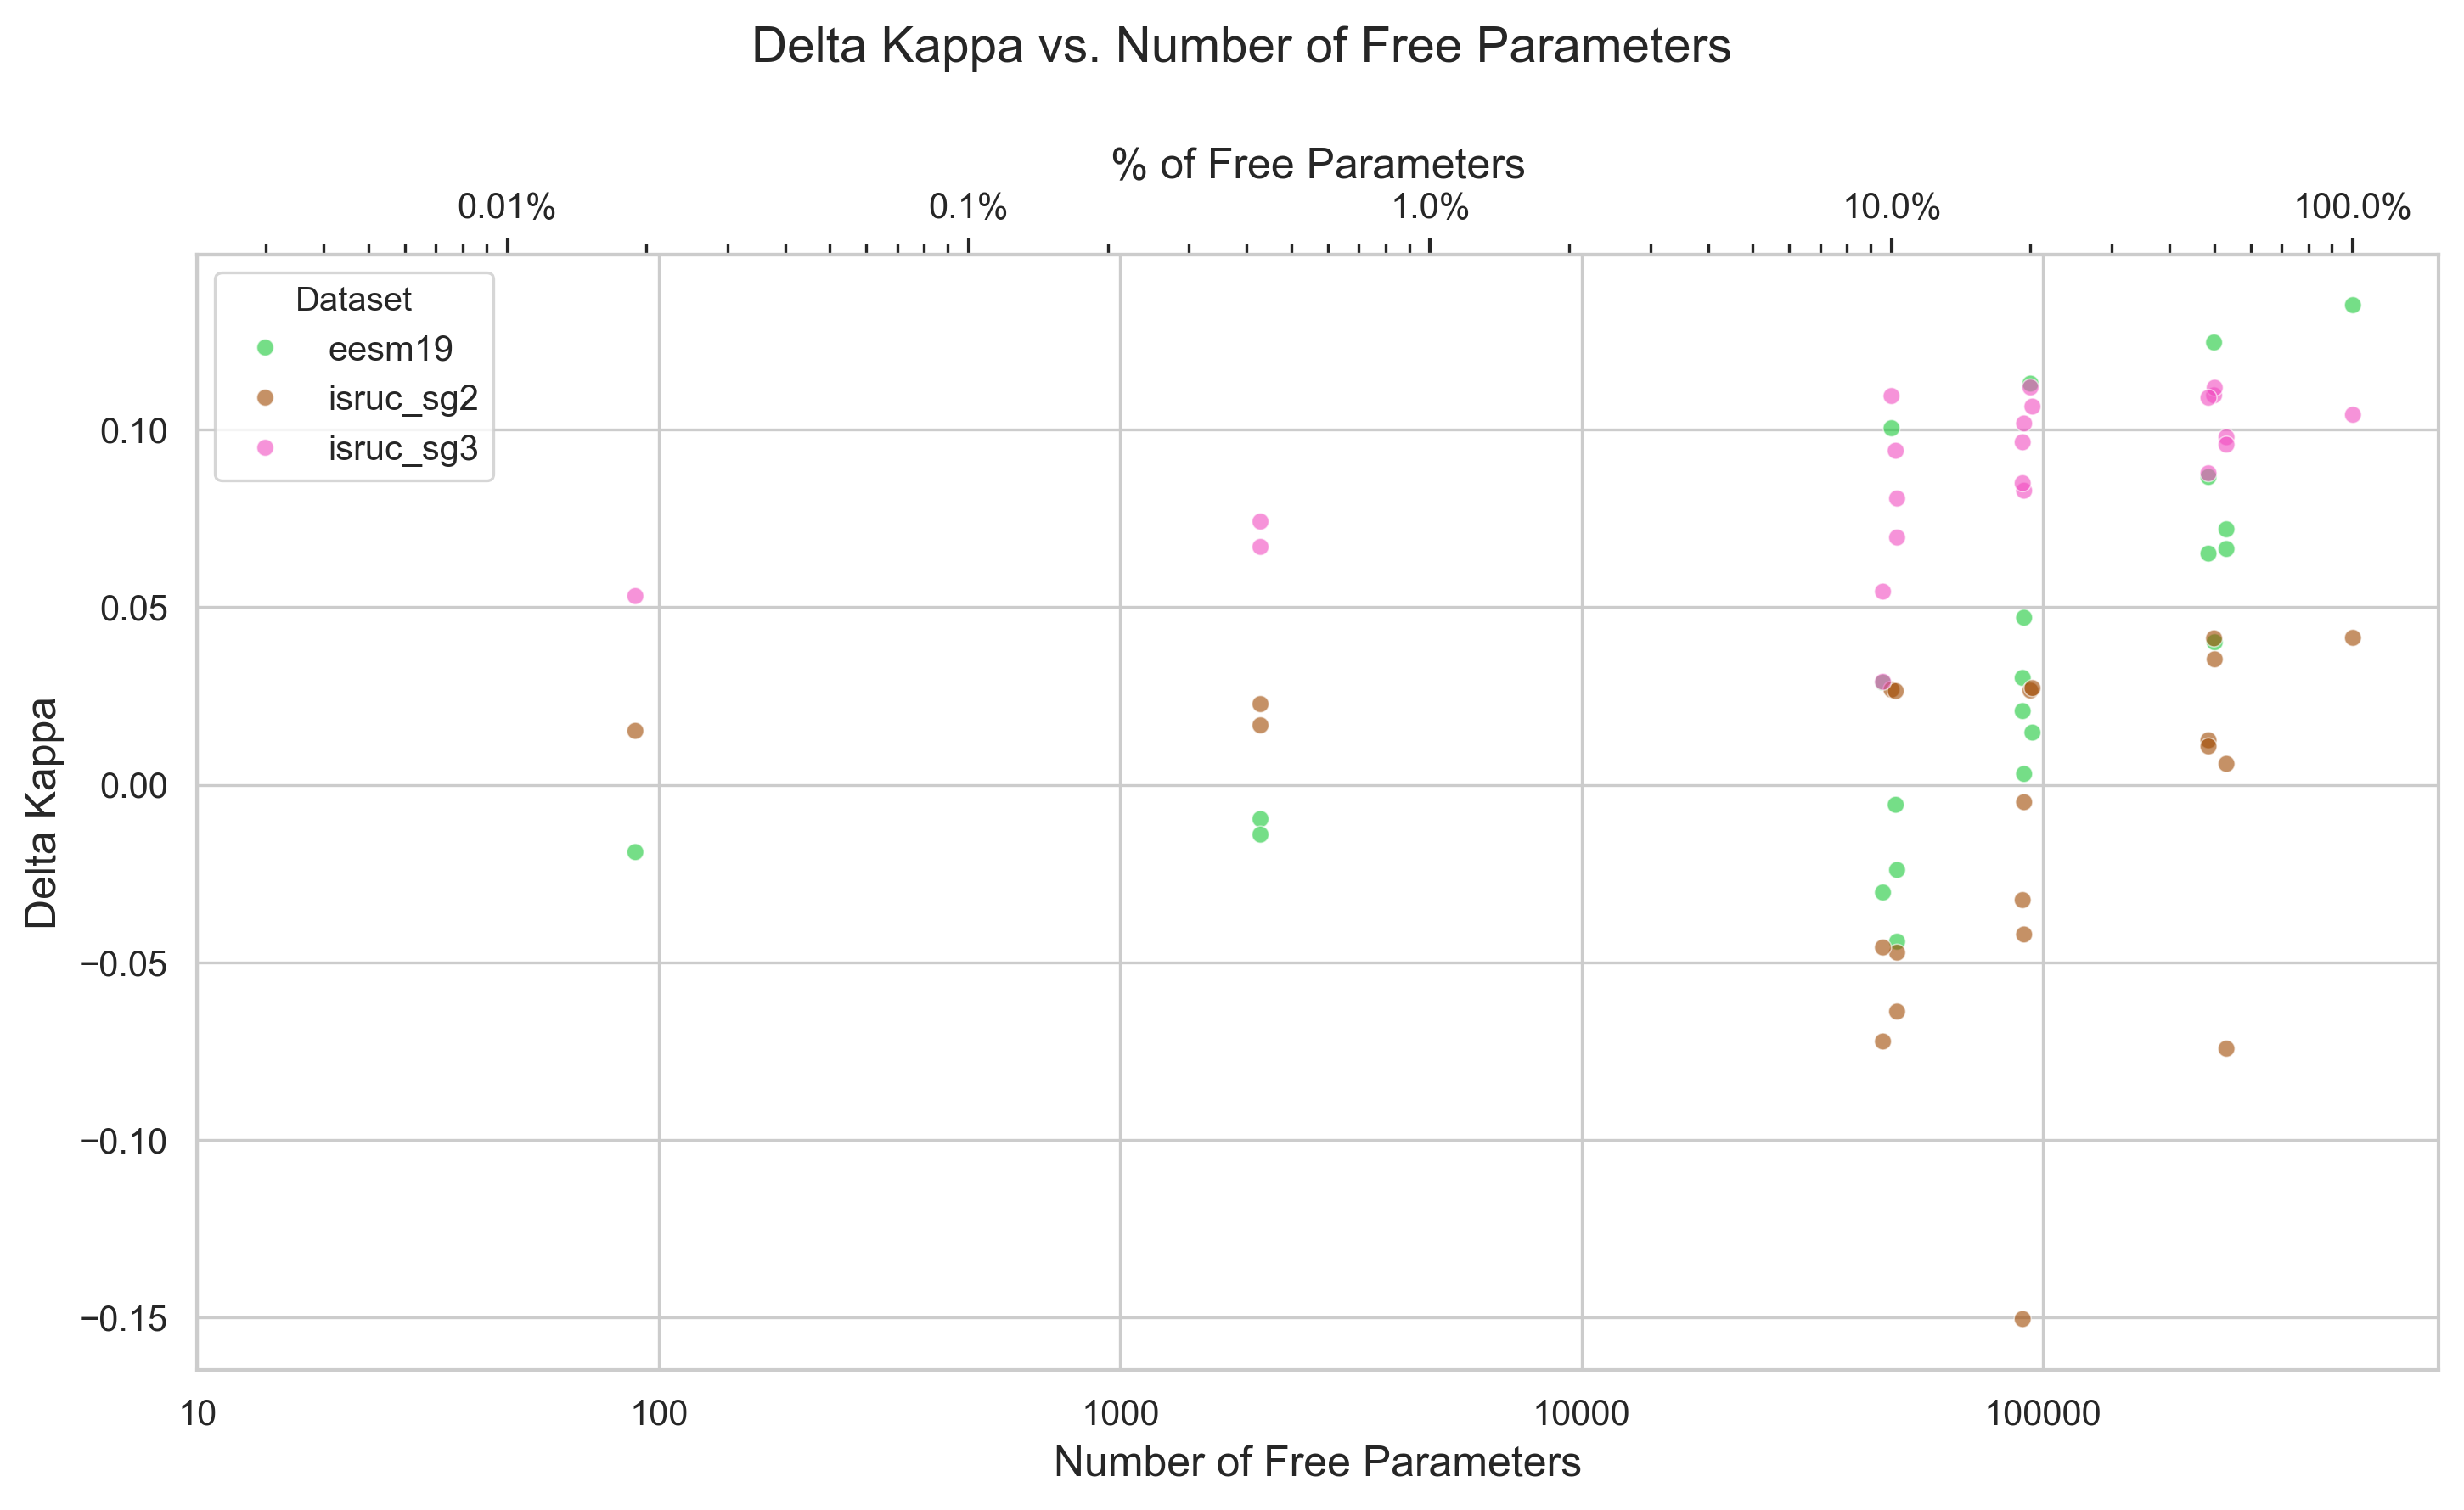 Delta Kappa vs. Number of Free Parameters
% of Free Parameters
0.01% 0.1% 1.0% 10.0% 100.0%
Dataset
eesm19
isruc_sg2
isruc_sg3
0.10
0.05
0.00
−0.05
−0.10
−0.15
Delta Kappa
10 100 1000 10000 100000
Number of Free Parameters